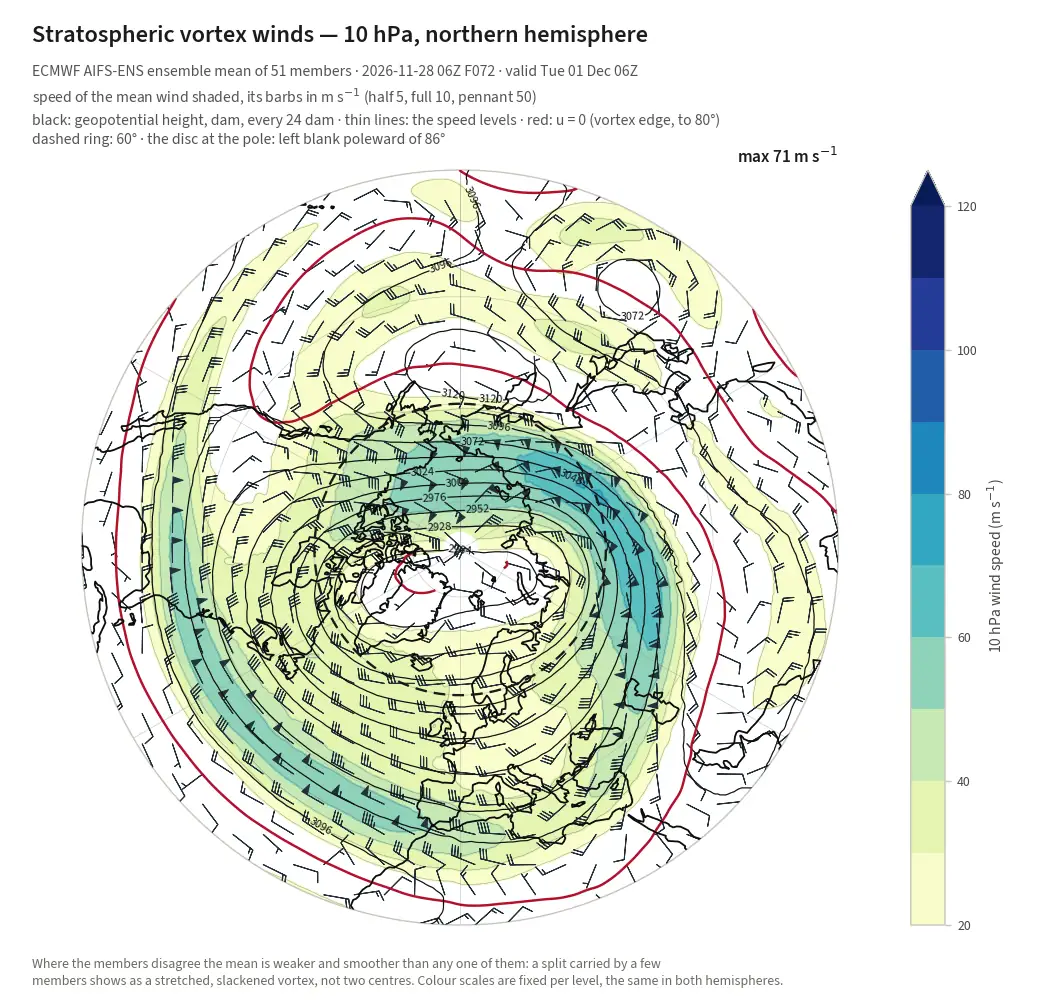 Stratospheric vortex winds — 10 hPa, northern hemisphere
ECMWF AIFS-ENS ensemble mean of 51 members · 2026-11-28 06Z F072 · valid Tue 01 Dec 06Z
speed of the mean wind shaded, its barbs in m s⁻¹ (half 5, full 10, pennant 50)
black: geopotential height, dam, every 24 dam · thin lines: the speed levels · red: u = 0 (vortex edge, to 80°)
dashed ring: 60° · the disc at the pole: left blank poleward of 86°
max 71 m s⁻¹
3096
3096
3072
3120
3120
3096
3072
3024
3048
2976
2952
2928
3096
120
100
80
60
40
20
10 hPa wind speed (m s⁻¹)
Where the members disagree the mean is weaker and smoother than any one of them: a split carried by a few
members shows as a stretched, slackened vortex, not two centres. Colour scales are fixed per level, the same in both hemispheres.